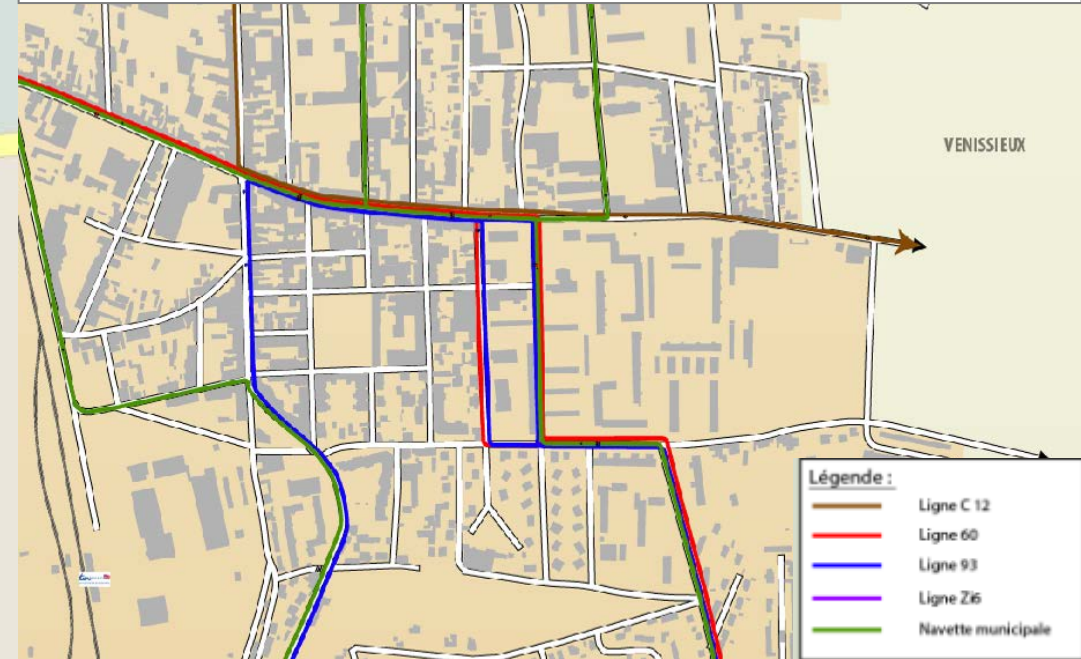 VENISSIEUX
Légende :
Ligne C 12
Ligne 60
Ligne 93
Ligne Zi6
Navette municipale